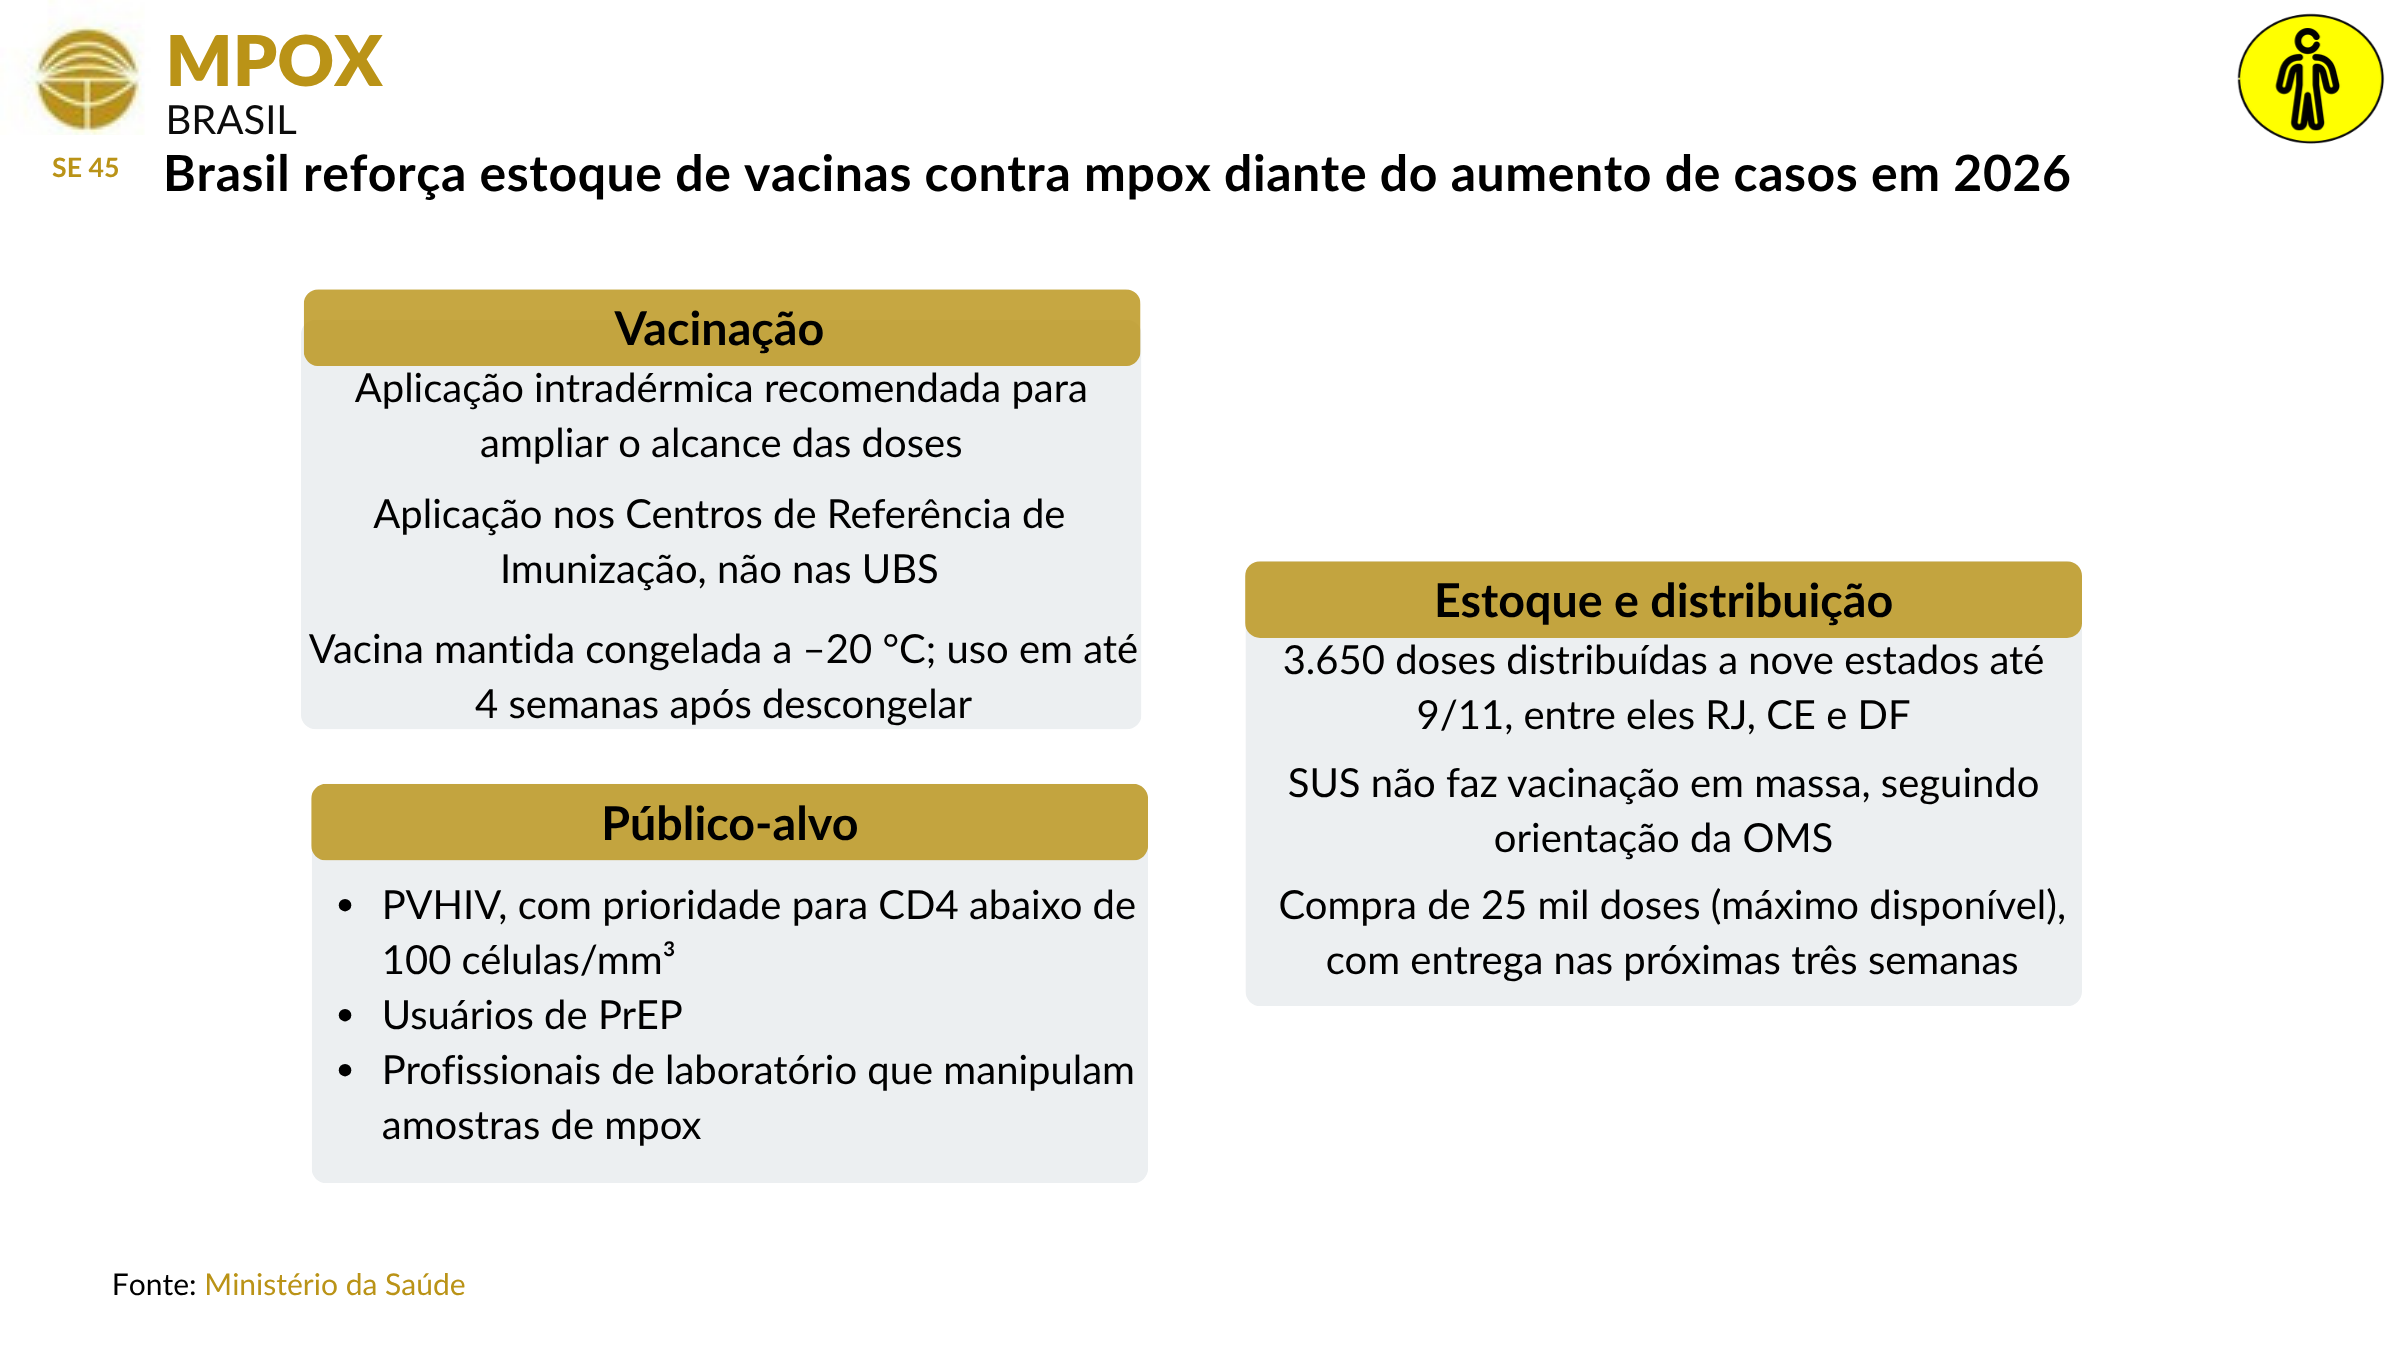 MPOX
BRASIL
SE 45
Brasil reforça estoque de vacinas contra mpox diante do aumento de casos em 2026
Vacinação
Aplicação intradérmica recomendada para
ampliar o alcance das doses
Aplicação nos Centros de Referência de
Imunização, não nas UBS
Vacina mantida congelada a –20 °C; uso em até
4 semanas após descongelar
Público-alvo
• PVHIV, com prioridade para CD4 abaixo de
100 células/mm³
• Usuários de PrEP
• Profissionais de laboratório que manipulam
amostras de mpox
Estoque e distribuição
3.650 doses distribuídas a nove estados até
9/11, entre eles RJ, CE e DF
SUS não faz vacinação em massa, seguindo
orientação da OMS
Compra de 25 mil doses (máximo disponível),
com entrega nas próximas três semanas
Fonte: Ministério da Saúde